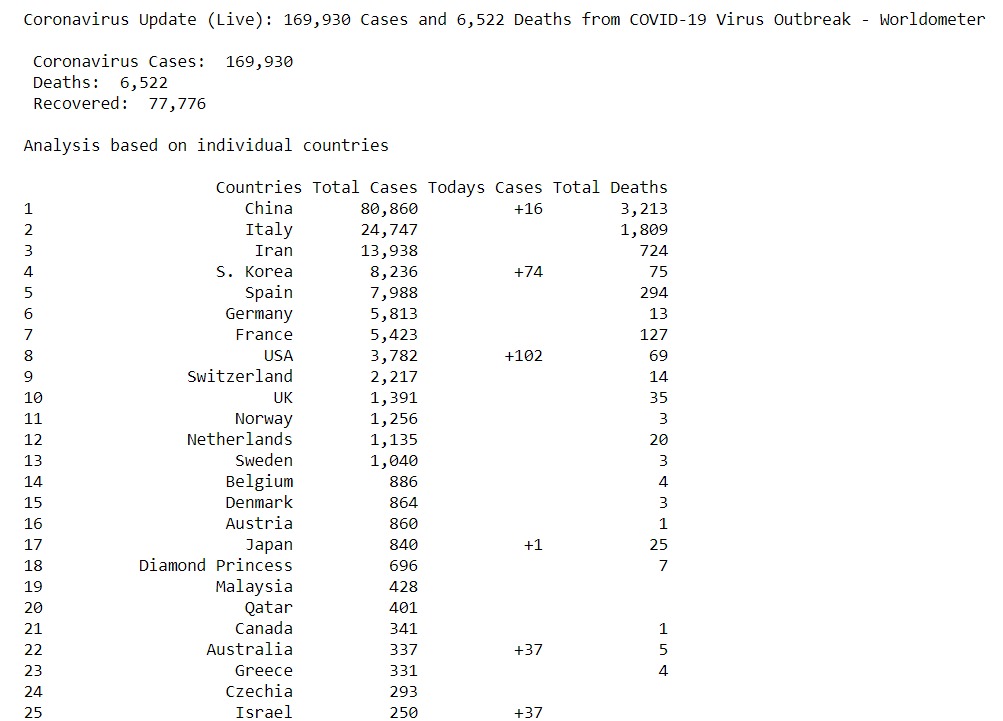 Coronavirus Update (Live): 169,930 Cases and 6,522 Deaths from COVID-19 Virus Outbreak - Worldometer
Coronavirus Cases: 169,930
Deaths: 6,522
Recovered: 77,776
Analysis based on individual countries
Countries Total Cases Todays Cases Total Deaths
1 China 80,860 +16 3,213
2 Italy 24,747 1,809
3 Iran 13,938 724
4 S. Korea 8,236 +74 75
5 Spain 7,988 294
6 Germany 5,813 13
7 France 5,423 127
8 USA 3,782 +102 69
9 Switzerland 2,217 14
10 UK 1,391 35
11 Norway 1,256 3
12 Netherlands 1,135 20
13 Sweden 1,040 3
14 Belgium 886 4
15 Denmark 864 3
16 Austria 860 1
17 Japan 840 +1 25
18 Diamond Princess 696 7
19 Malaysia 428
20 Qatar 401
21 Canada 341 1
22 Australia 337 +37 5
23 Greece 331 4
24 Czechia 293
25 Israel 250 +37